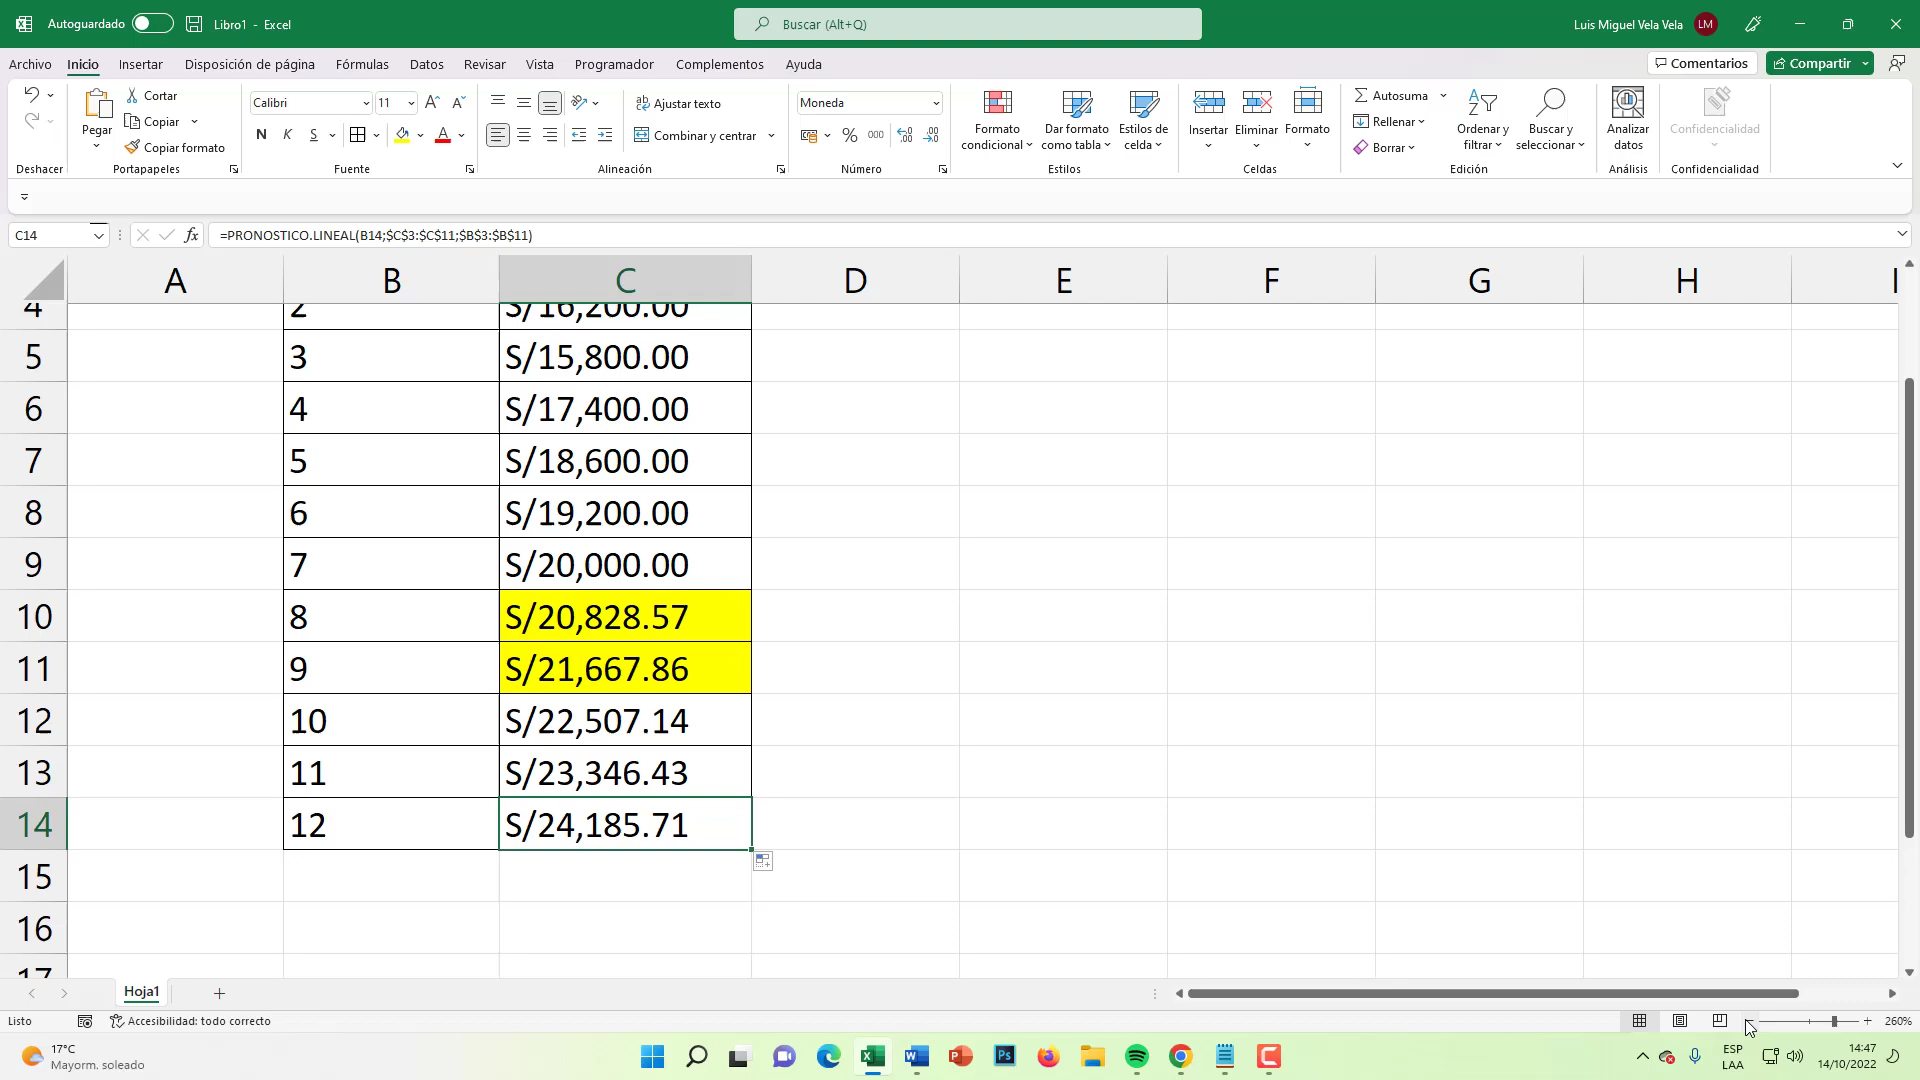 Autoguardado Libro1 - Excel Buscar (Alt+Q) Luis Miguel Vela Vela LM
Archivo Inicio Insertar Disposición de página Fórmulas Datos Revisar Vista Programador Complementos Ayuda Comentarios Compartir
Pegar Cortar Copiar Copiar formato
Calibri 11 N K S
Ajustar texto
Combinar y centrar
Moneda % 000
Formato condicional
Dar formato como tabla
Estilos de celda
Insertar Eliminar Formato
Autosuma
Rellenar
Borrar
Ordenar y filtrar
Buscar y seleccionar
Analizar datos
Confidencialidad
Deshacer Portapapeles Fuente Alineación Número Estilos Celdas Edición Análisis Confidencialidad
C14 fx =PRONOSTICO.LINEAL(B14;$C$3:$C$11;$B$3:$B$11)
A B C D E F G H I
4 2 S/16,200.00
5 3 S/15,800.00
6 4 S/17,400.00
7 5 S/18,600.00
8 6 S/19,200.00
9 7 S/20,000.00
10 8 S/20,828.57
11 9 S/21,667.86
12 10 S/22,507.14
13 11 S/23,346.43
14 12 S/24,185.71
15
16
17
Hoja1
Listo Accesibilidad: todo correcto 260%
17°C
Mayorm. soleado
ESP
LAA
14:47
14/10/2022